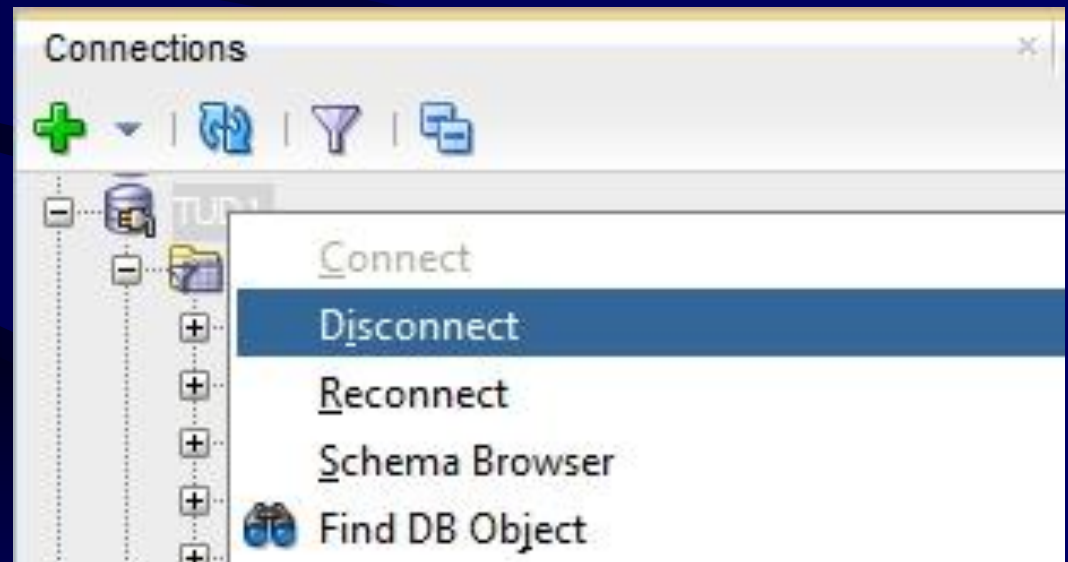 Connections
Connect
Disconnect
Reconnect
Schema Browser
Find DB Object